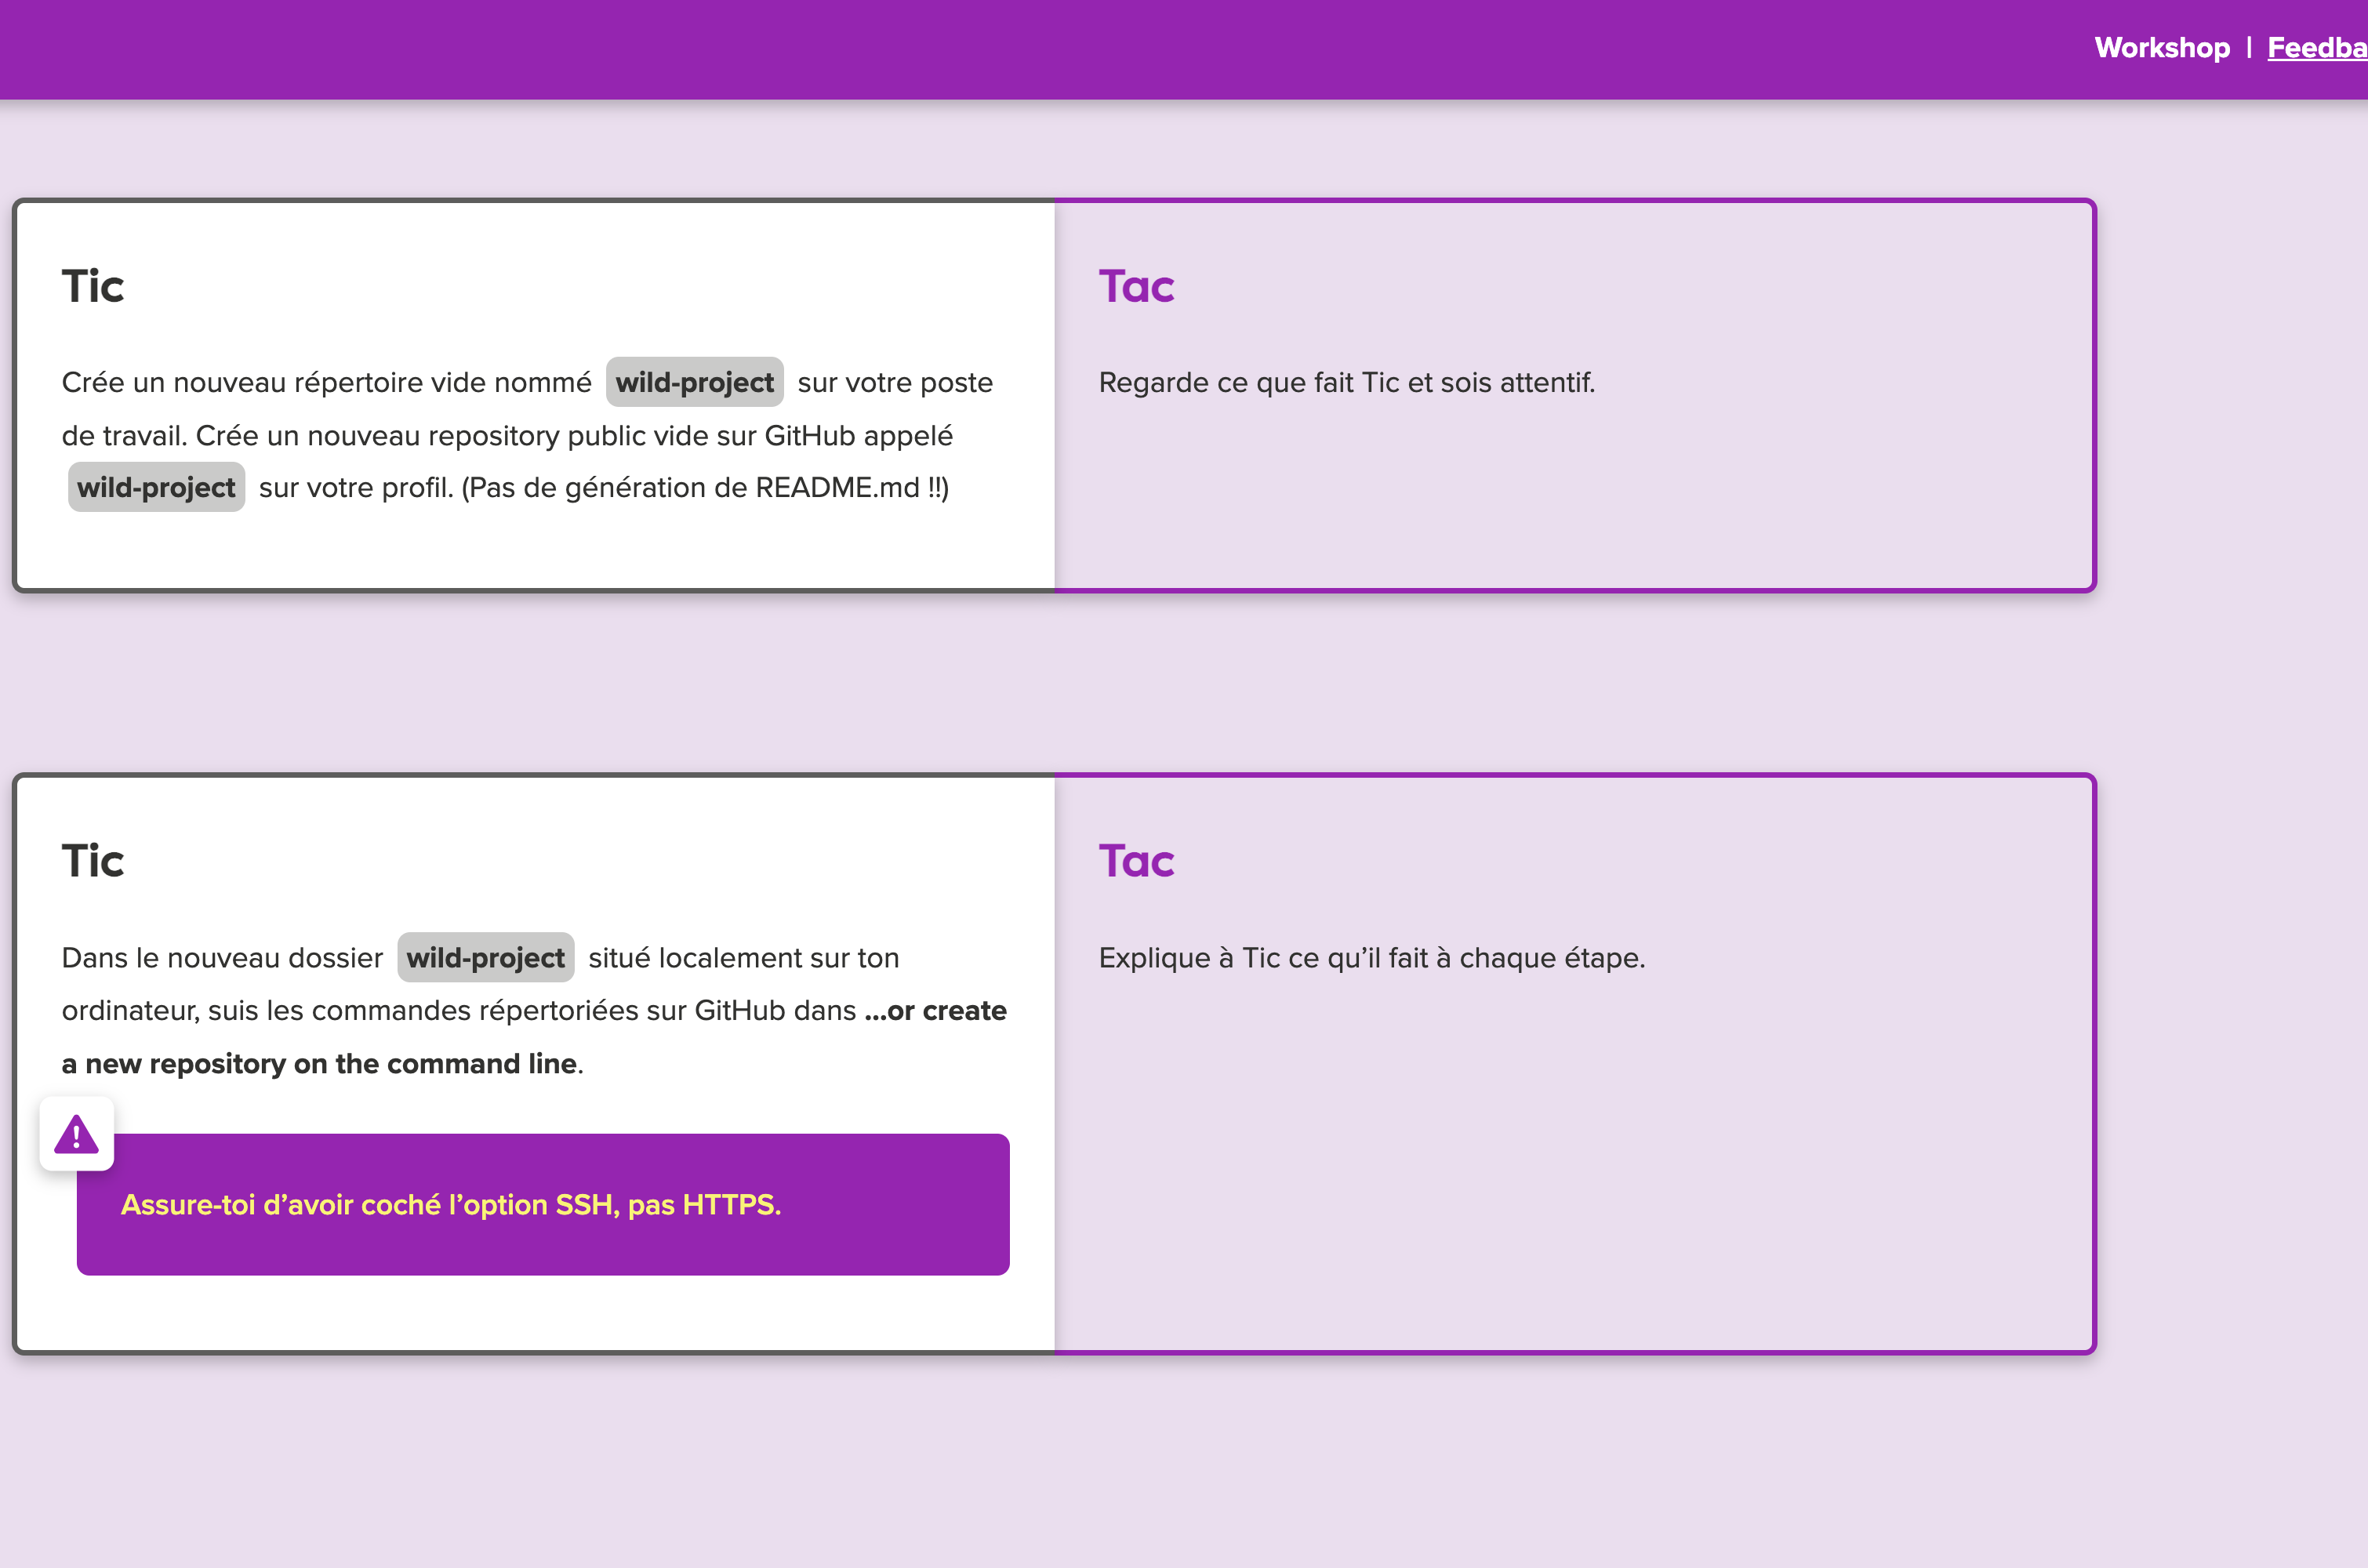 Workshop | Feedba
Tic
Crée un nouveau répertoire vide nommé wild-project sur votre poste
de travail. Crée un nouveau repository public vide sur GitHub appelé
wild-project sur votre profil. (Pas de génération de README.md !!)
Tac
Regarde ce que fait Tic et sois attentif.
Tic
Dans le nouveau dossier wild-project situé localement sur ton
ordinateur, suis les commandes répertoriées sur GitHub dans ...or create
a new repository on the command line.
Assure-toi d’avoir coché l’option SSH, pas HTTPS.
Tac
Explique à Tic ce qu’il fait à chaque étape.